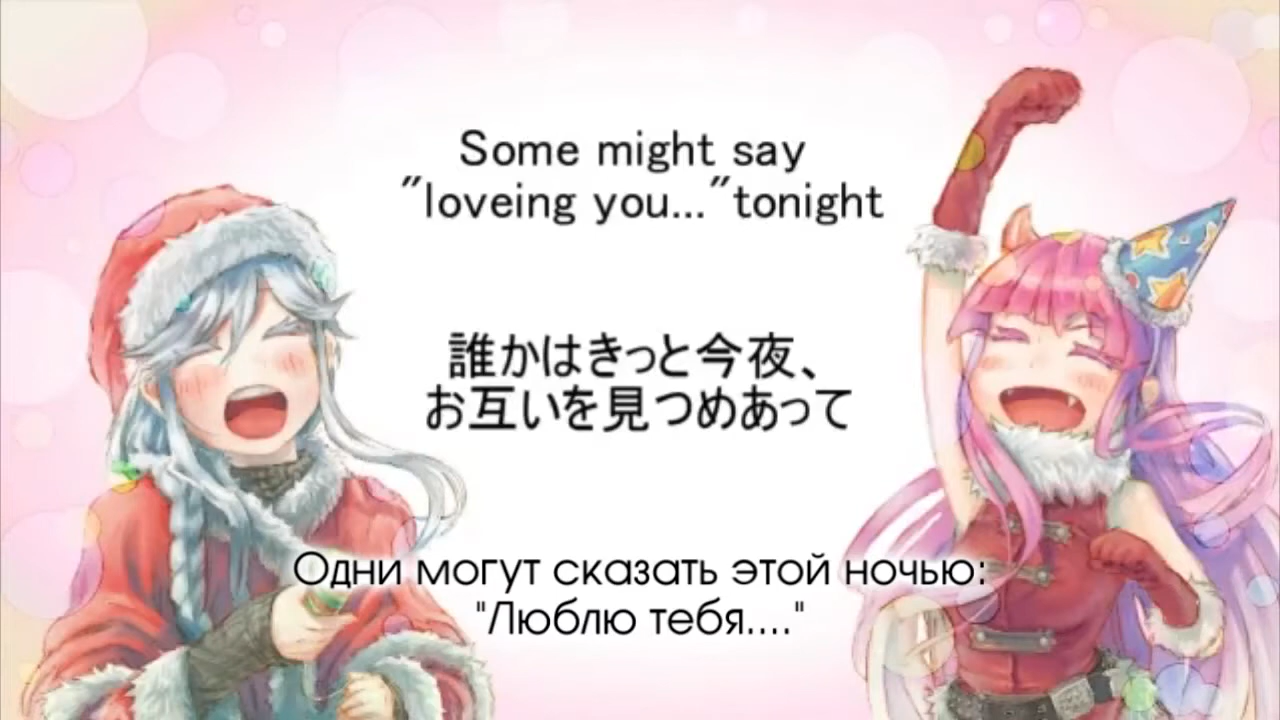 Some might say
"loveing you..."tonight
誰かはきっと今夜、
お互いを見つめあって
Одни могут сказать этой ночью:
"Люблю тебя...."